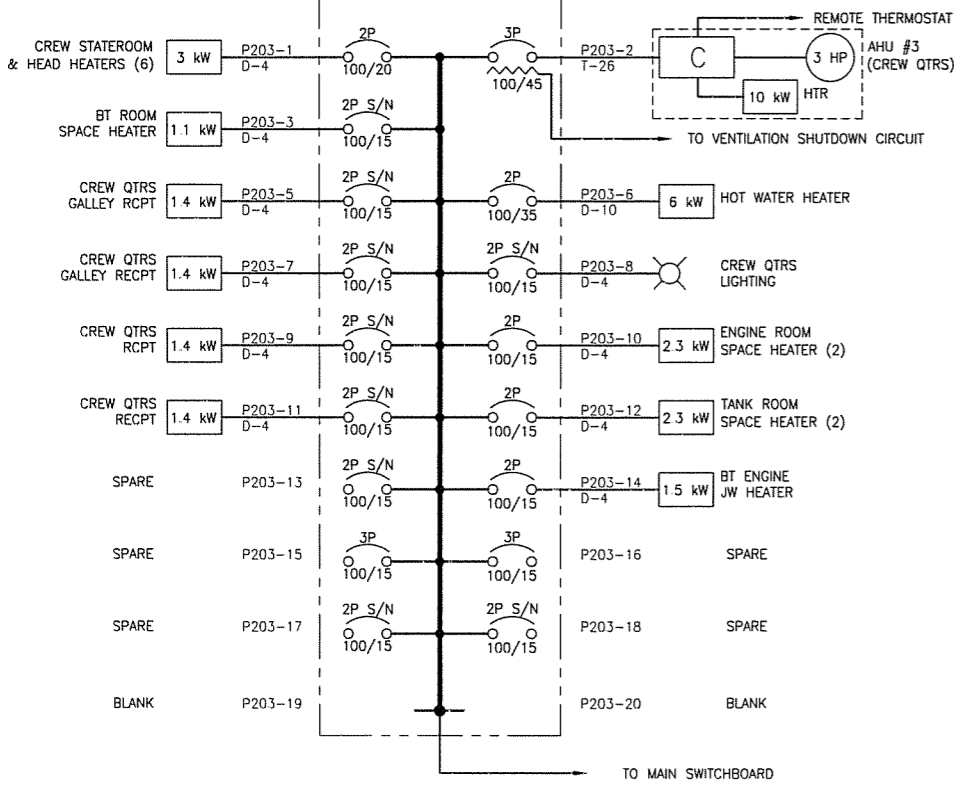 REMOTE THERMOSTAT
CREW STATEROOM
& HEAD HEATERS (6)
3 kW
P203-1
D-4
2P
100/20
3P
100/45
P203-2
T-26
C
3 HP
AHU #3
(CREW QTRS)
10 kW
HTR
TO VENTILATION SHUTDOWN CIRCUIT
BT ROOM
SPACE HEATER
1.1 kW
P203-3
D-4
2P S/N
100/15
CREW QTRS
GALLEY RCPT
1.4 kW
P203-5
D-4
2P S/N
100/15
2P
100/35
P203-6
D-10
6 kW
HOT WATER HEATER
CREW QTRS
GALLEY RECPT
1.4 kW
P203-7
D-4
2P S/N
100/15
2P S/N
100/15
P203-8
D-4
CREW QTRS
LIGHTING
CREW QTRS
RCPT
1.4 kW
P203-9
D-4
2P S/N
100/15
2P
100/15
P203-10
D-4
2.3 kW
ENGINE ROOM
SPACE HEATER (2)
CREW QTRS
RECPT
1.4 kW
P203-11
D-4
2P S/N
100/15
2P
100/15
P203-12
D-4
2.3 kW
TANK ROOM
SPACE HEATER (2)
SPARE
P203-13
2P S/N
100/15
2P
100/15
P203-14
D-4
1.5 kW
BT ENGINE
JW HEATER
SPARE
P203-15
3P
100/15
3P
100/15
P203-16
SPARE
SPARE
P203-17
2P S/N
100/15
2P S/N
100/15
P203-18
SPARE
BLANK
P203-19
P203-20
BLANK
TO MAIN SWITCHBOARD